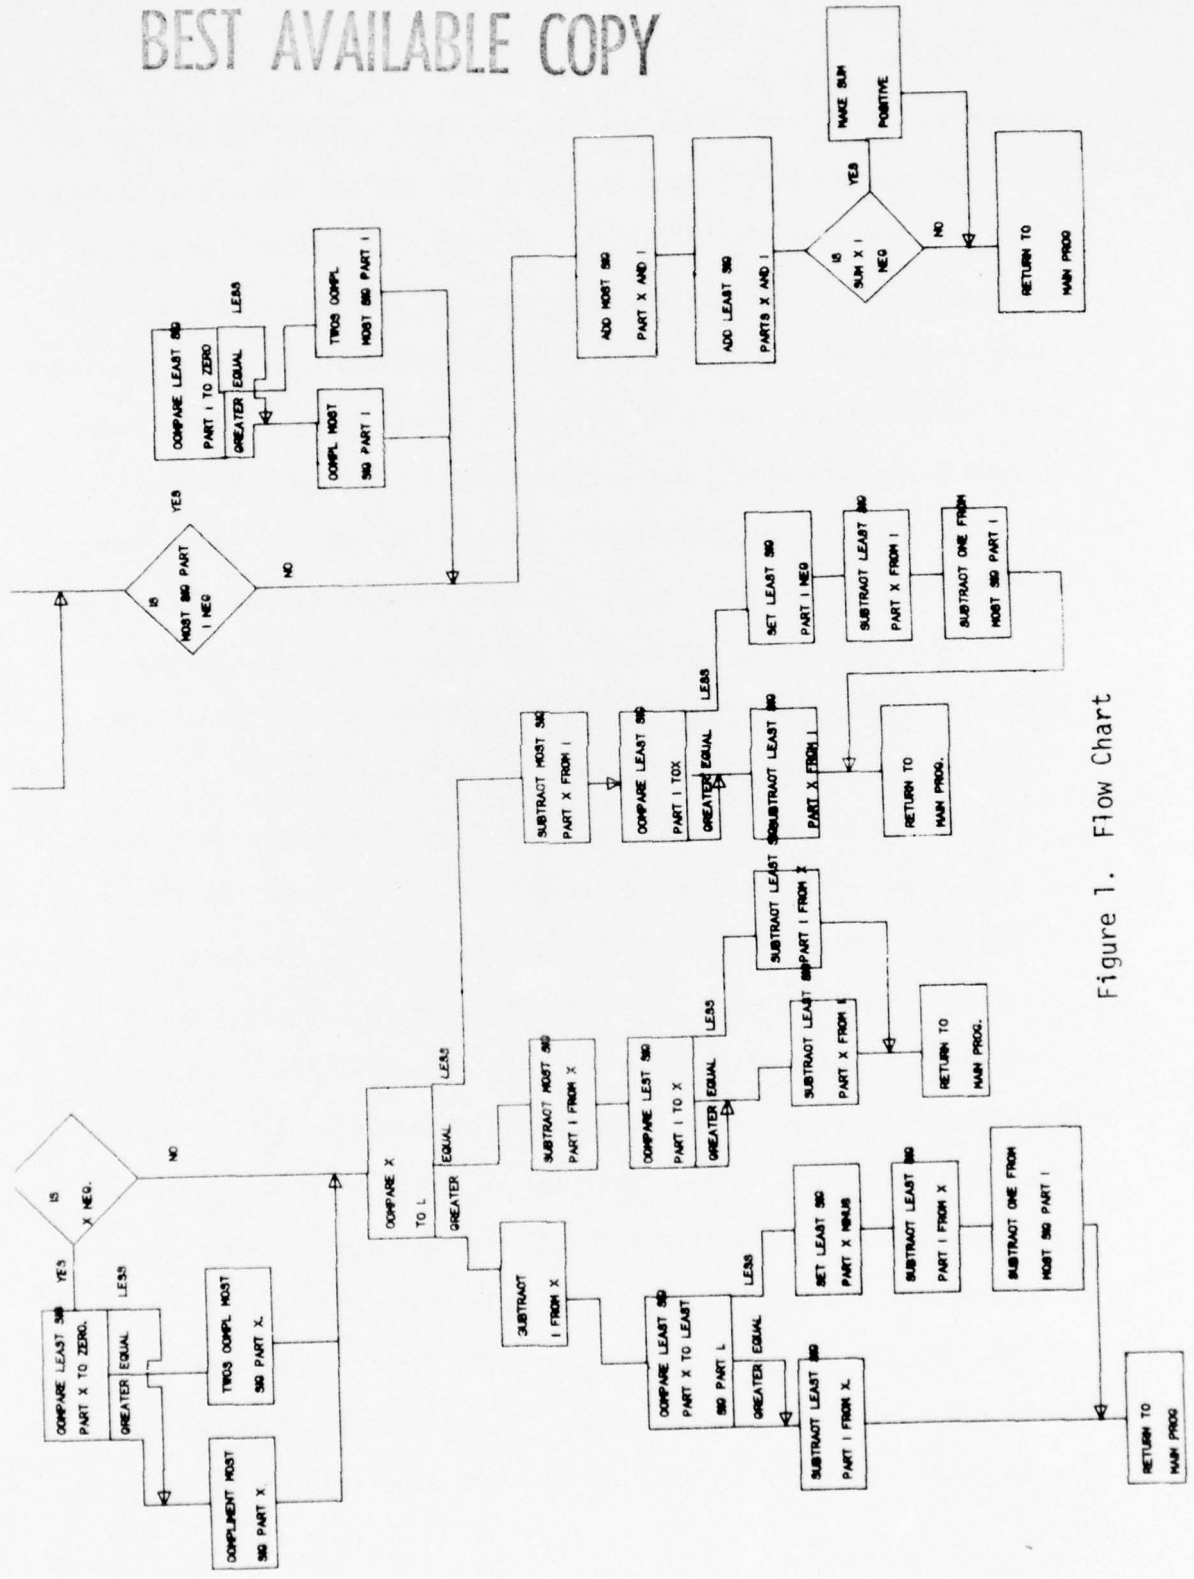 BEST AVAILABLE COPY
IS
X NEG.
YES
NO
COMPARE LEAST SIG
PART X TO ZERO.
GREATER EQUAL LESS
COMPLIMENT MOST
SIG PART X.
TWOS COMPL MOST
SIG PART X.
COMPARE X
TO L
GREATER EQUAL LESS
SUBTRACT
I FROM X
COMPARE LEAST SIG
PART X TO LEAST
SIG PART L
GREATER EQUAL LESS
SUBTRACT LEAST SIG
PART I FROM X.
SET LEAST SIG
PART X MINUS
SUBTRACT LEAST SIG
PART I FROM X
SUBTRACT ONE FROM
MOST SIG PART I
RETURN TO
MAIN PROG
SUBTRACT MOST SIG
PART I FROM X
COMPARE LEST SIG
PART I TO X
GREATER EQUAL LESS
SUBTRACT LEAST SIG
PART X FROM I
SUBTRACT LEAST SIG
PART I FROM X
RETURN TO
MAIN PROG.
SUBTRACT MOST SIG
PART X FROM I
COMPARE LEAST SIG
PART I TOX
GREATER EQUAL LESS
SUBTRACT LEAST SIG
PART X FROM I
SET LEAST SIG
PART I NEG
SUBTRACT LEAST SIG
PART X FROM I
SUBTRACT ONE FROM
MOST SIG PART I
RETURN TO
MAIN PROG.
IS
MOST SIG PART
I NEG
YES
NO
COMPARE LEAST SIG
PART I TO ZERO
GREATER EQUAL LESS
COMPL MOST
SIG PART I
TWOS COMPL
MOST SIG PART I
ADD MOST SIG
PART X AND I
ADD LEAST SIG
PARTS X AND I
IS
SUM X I
NEG
YES
NO
MAKE SUM
POSITIVE
RETURN TO
MAIN PROG
Figure 1. Flow Chart